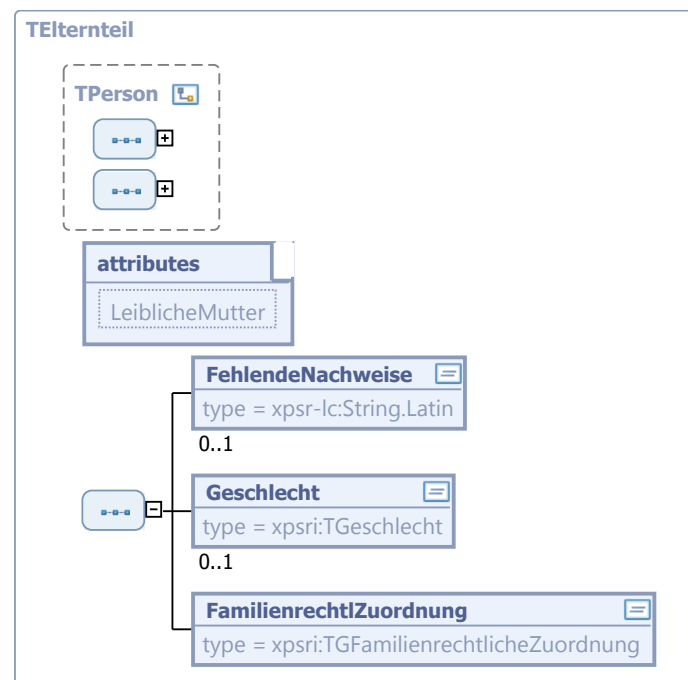 TElternteil
TPerson
attributes
LeiblicheMutter
FehlendeNachweise
type = xpsr-lc:String.Latin
0..1
Geschlecht
type = xpsri:TGeschlecht
0..1
FamilienrechtlZuordnung
type = xpsri:TGFamilienrechtlicheZuordnung